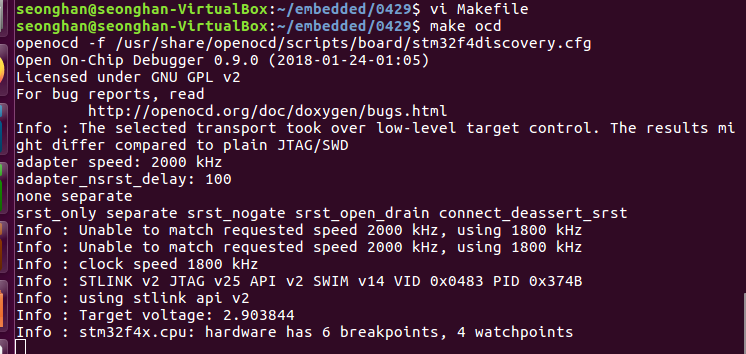 seonghan@seonghan-VirtualBox:~/embedded/0429$ vi Makefile
seonghan@seonghan-VirtualBox:~/embedded/0429$ make ocd
openocd -f /usr/share/openocd/scripts/board/stm32f4discovery.cfg
Open On-Chip Debugger 0.9.0 (2018-01-24-01:05)
Licensed under GNU GPL v2
For bug reports, read
        http://openocd.org/doc/doxygen/bugs.html
Info : The selected transport took over low-level target control. The results mi
ght differ compared to plain JTAG/SWD
adapter speed: 2000 kHz
adapter_nsrst_delay: 100
none separate
srst_only separate srst_nogate srst_open_drain connect_deassert_srst
Info : Unable to match requested speed 2000 kHz, using 1800 kHz
Info : Unable to match requested speed 2000 kHz, using 1800 kHz
Info : clock speed 1800 kHz
Info : STLINK v2 JTAG v25 API v2 SWIM v14 VID 0x0483 PID 0x374B
Info : using stlink api v2
Info : Target voltage: 2.903844
Info : stm32f4x.cpu: hardware has 6 breakpoints, 4 watchpoints